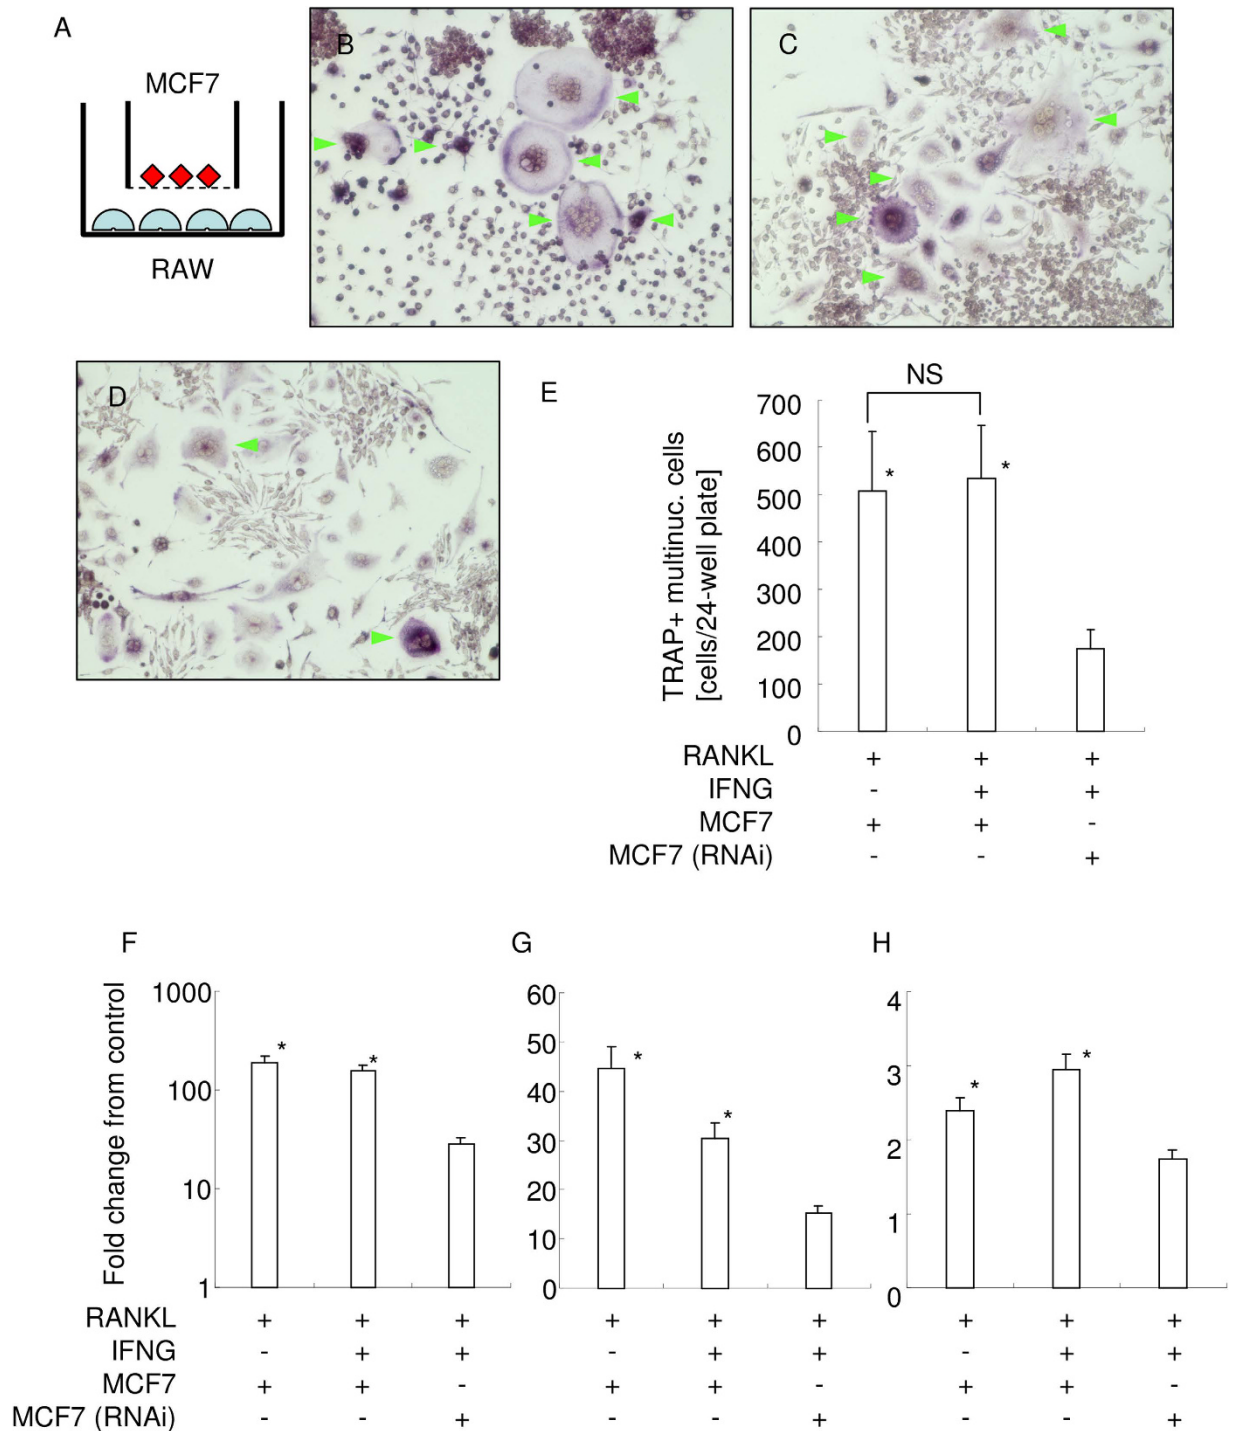 A
MCF7
RAW
B
C
D
E
NS
TRAP+ multinuc. cells
[cells/24-well plate]
700
600
500
400
300
200
100
0
* *
RANKL + + +
IFNG - + +
MCF7 + + -
MCF7 (RNAi) - - +
F
Fold change from control
1000
100
10
1
* *
RANKL + + +
IFNG - + +
MCF7 + + -
MCF7 (RNAi) - - +
G
60
50
40
30
20
10
0
* *
+ + +
- + +
+ + -
- - +
H
4
3
2
1
0
* *
+ + +
- + +
+ + -
- - +